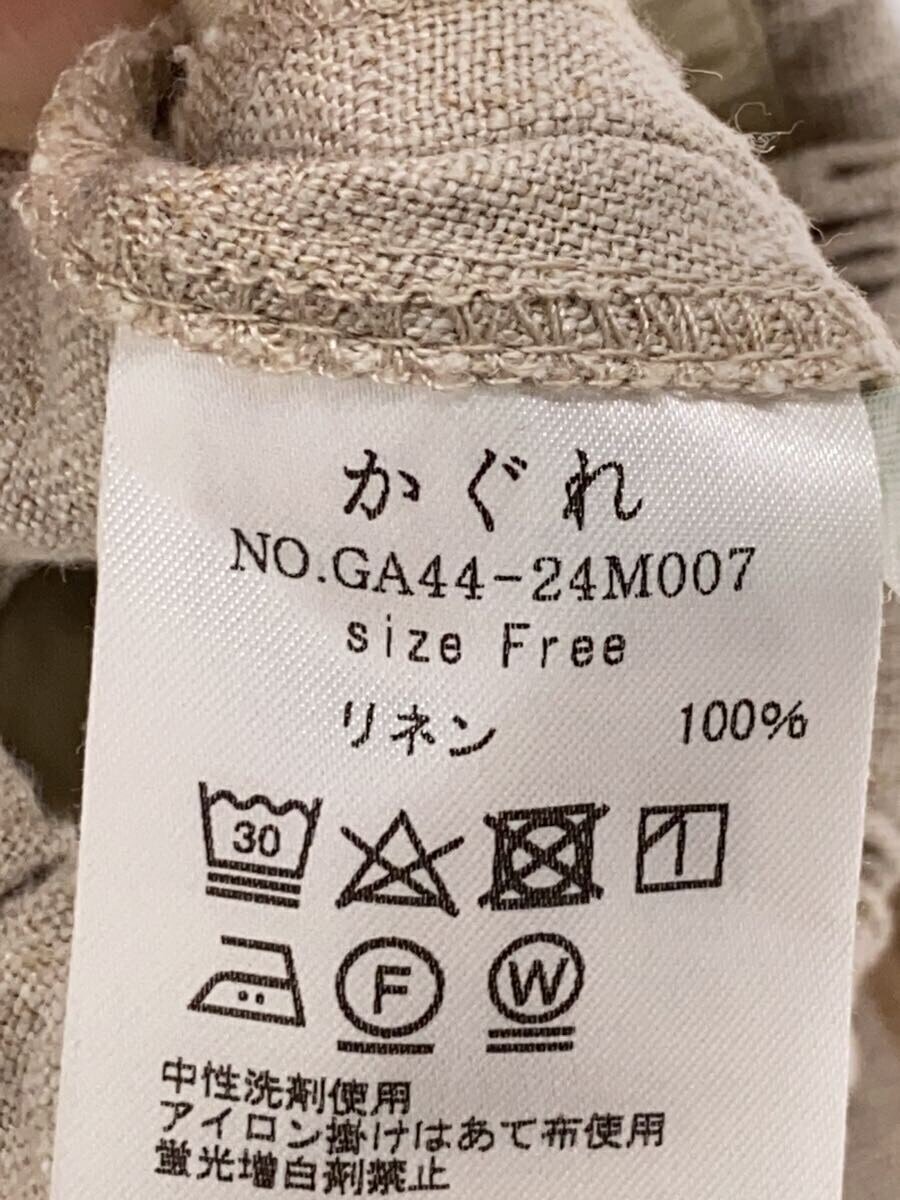 かぐれ
NO.GA44-24M007
size Free
リネン 100%
30
F W
中性洗剤使用
アイロン掛けはあて布使用
蛍光増白剤禁止